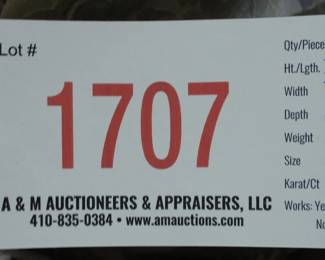 Lot #
1707
A & M AUCTIONEERS & APPRAISERS, LLC
410-835-0384 • www.amauctions.com
Qty/Piece
Ht./Lgth.
Width
Depth
Weight
Size
Karat/Ct
Works: Ye
No